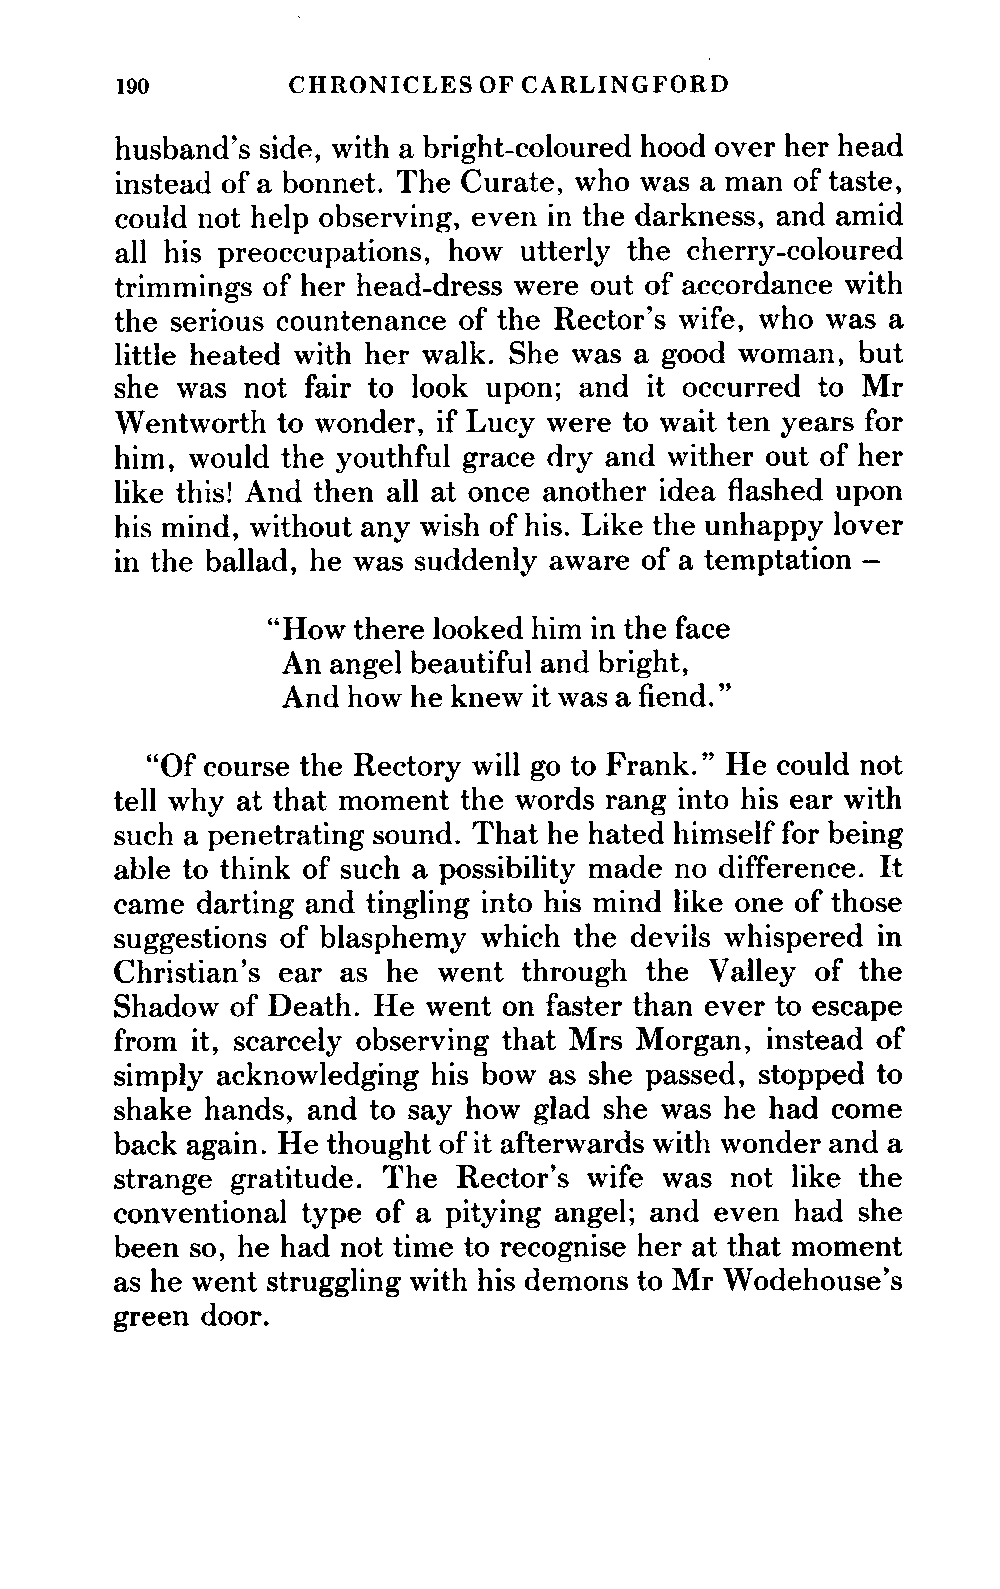 190 CHRONICLES OF CARLINGFORD
husband's side, with a bright-coloured hood over her head
instead of a bonnet. The Curate, who was a man of taste,
could not help observing, even in the darkness, and amid
all his preoccupations, how utterly the cherry-coloured
trimmings of her head-dress were out of accordance with
the serious countenance of the Rector's wife, who was a
little heated with her walk. She was a good woman, but
she was not fair to look upon; and it occurred to Mr
Wentworth to wonder, if Lucy were to wait ten years for
him, would the youthful grace dry and wither out of her
like this! And then all at once another idea flashed upon
his mind, without any wish of his. Like the unhappy lover
in the ballad, he was suddenly aware of a temptation –
“How there looked him in the face
An angel beautiful and bright,
And how he knew it was a fiend.”
“Of course the Rectory will go to Frank.” He could not
tell why at that moment the words rang into his ear with
such a penetrating sound. That he hated himself for being
able to think of such a possibility made no difference. It
came darting and tingling into his mind like one of those
suggestions of blasphemy which the devils whispered in
Christian's ear as he went through the Valley of the
Shadow of Death. He went on faster than ever to escape
from it, scarcely observing that Mrs Morgan, instead of
simply acknowledging his bow as she passed, stopped to
shake hands, and to say how glad she was he had come
back again. He thought of it afterwards with wonder and a
strange gratitude. The Rector's wife was not like the
conventional type of a pitying angel; and even had she
been so, he had not time to recognise her at that moment
as he went struggling with his demons to Mr Wodehouse's
green door.